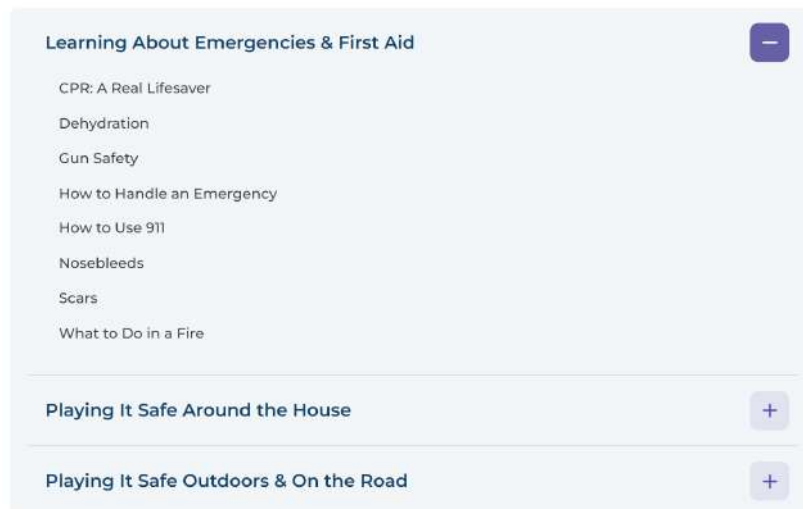 Learning About Emergencies & First Aid
CPR: A Real Lifesaver
Dehydration
Gun Safety
How to Handle an Emergency
How to Use 911
Nosebleeds
Scars
What to Do in a Fire
Playing It Safe Around the House
Playing It Safe Outdoors & On the Road